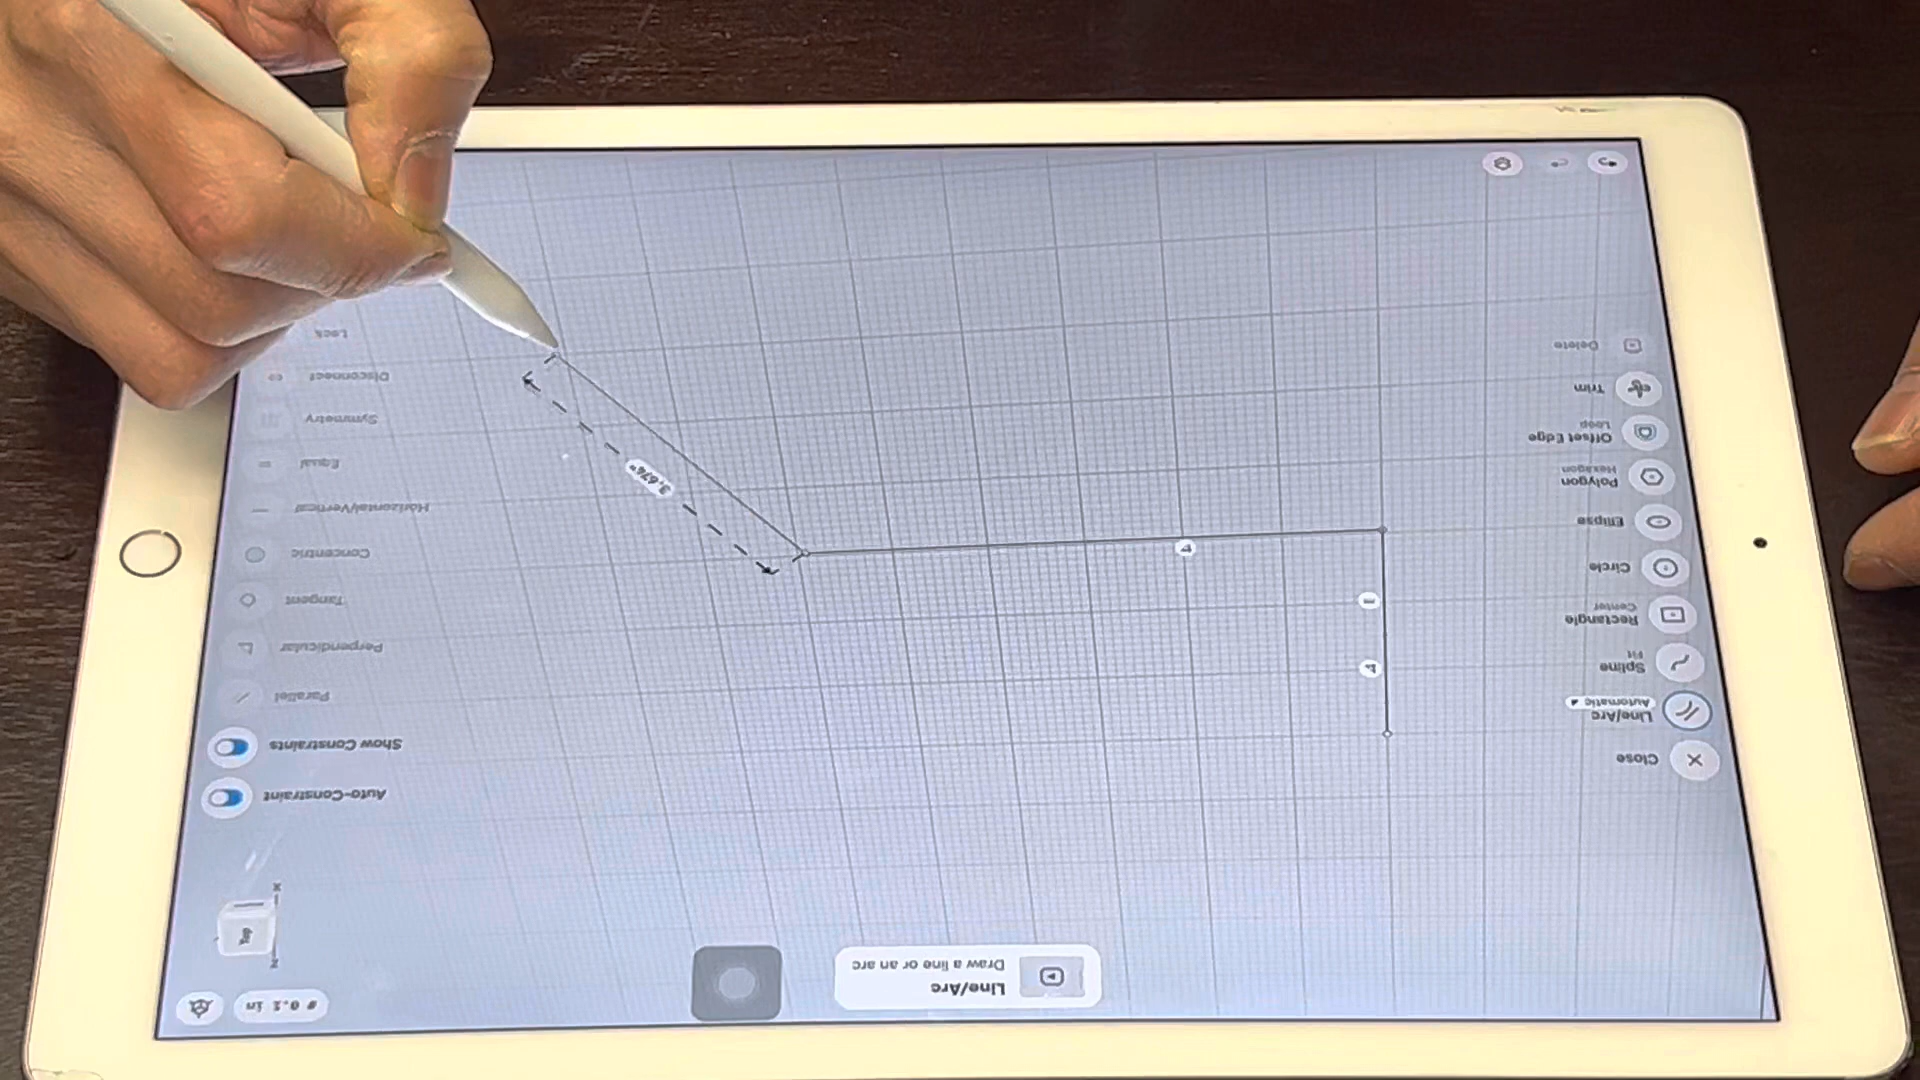 # 0.1 in
Line/Arc
Draw a line or an arc
Top
Close
Line/Arc
Automatic
Spline
Fit
Rectangle
Center
Circle
Ellipse
Polygon
Hexagon
Offset Edge
Loop
Trim
Delete
3.674"
Auto-Constraint
Show Constraints
Parallel
Perpendicular
Tangent
Concentric
Horizontal/Vertical
Equal
Symmetry
Disconnect
Lock